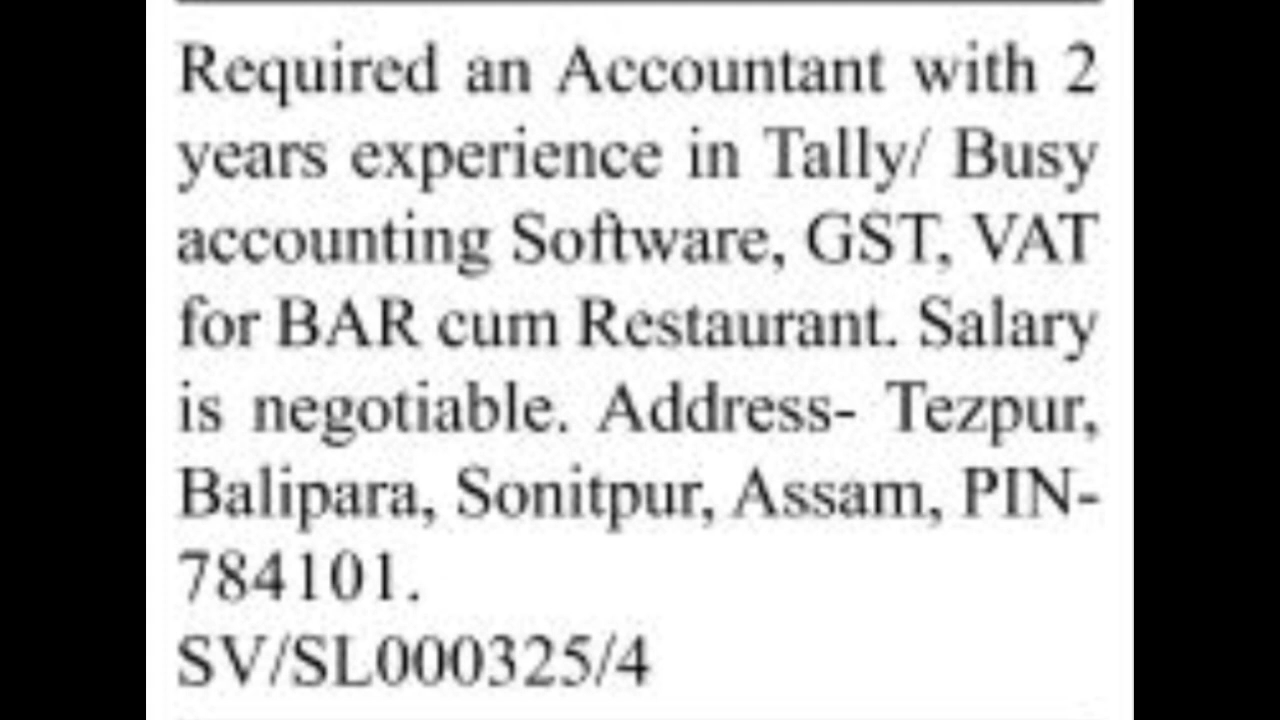 Required an Accountant with 2
years experience in Tally/ Busy
accounting Software, GST, VAT
for BAR cum Restaurant. Salary
is negotiable. Address- Tezpur,
Balipara, Sonitpur, Assam, PIN-
784101.
SV/SL000325/4